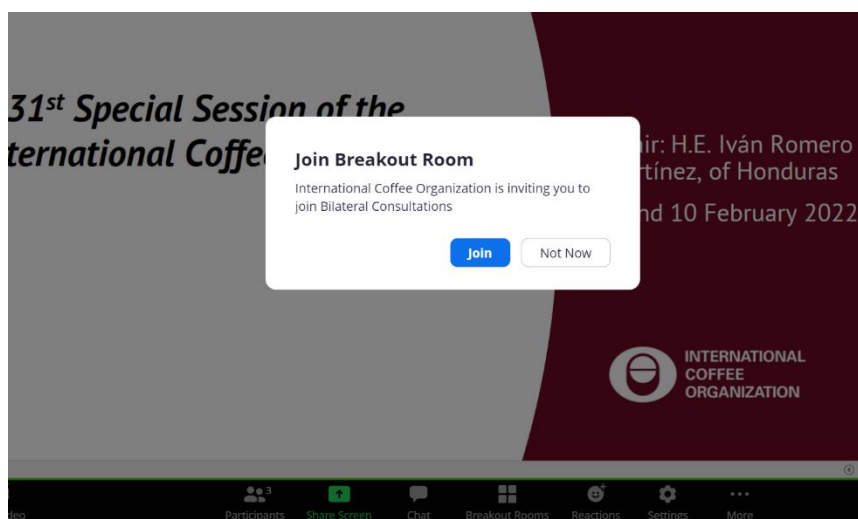 31st Special Session of the
ternational Coffe
Join Breakout Room
International Coffee Organization is inviting you to
join Bilateral Consultations
Join
Not Now
ir: H.E. Iván Romero
tínez, of Honduras
nd 10 February 2022
INTERNATIONAL
COFFEE
ORGANIZATION
deo
3
Participants
Share Screen
Chat
Breakout Rooms
Reactions
Settings
More